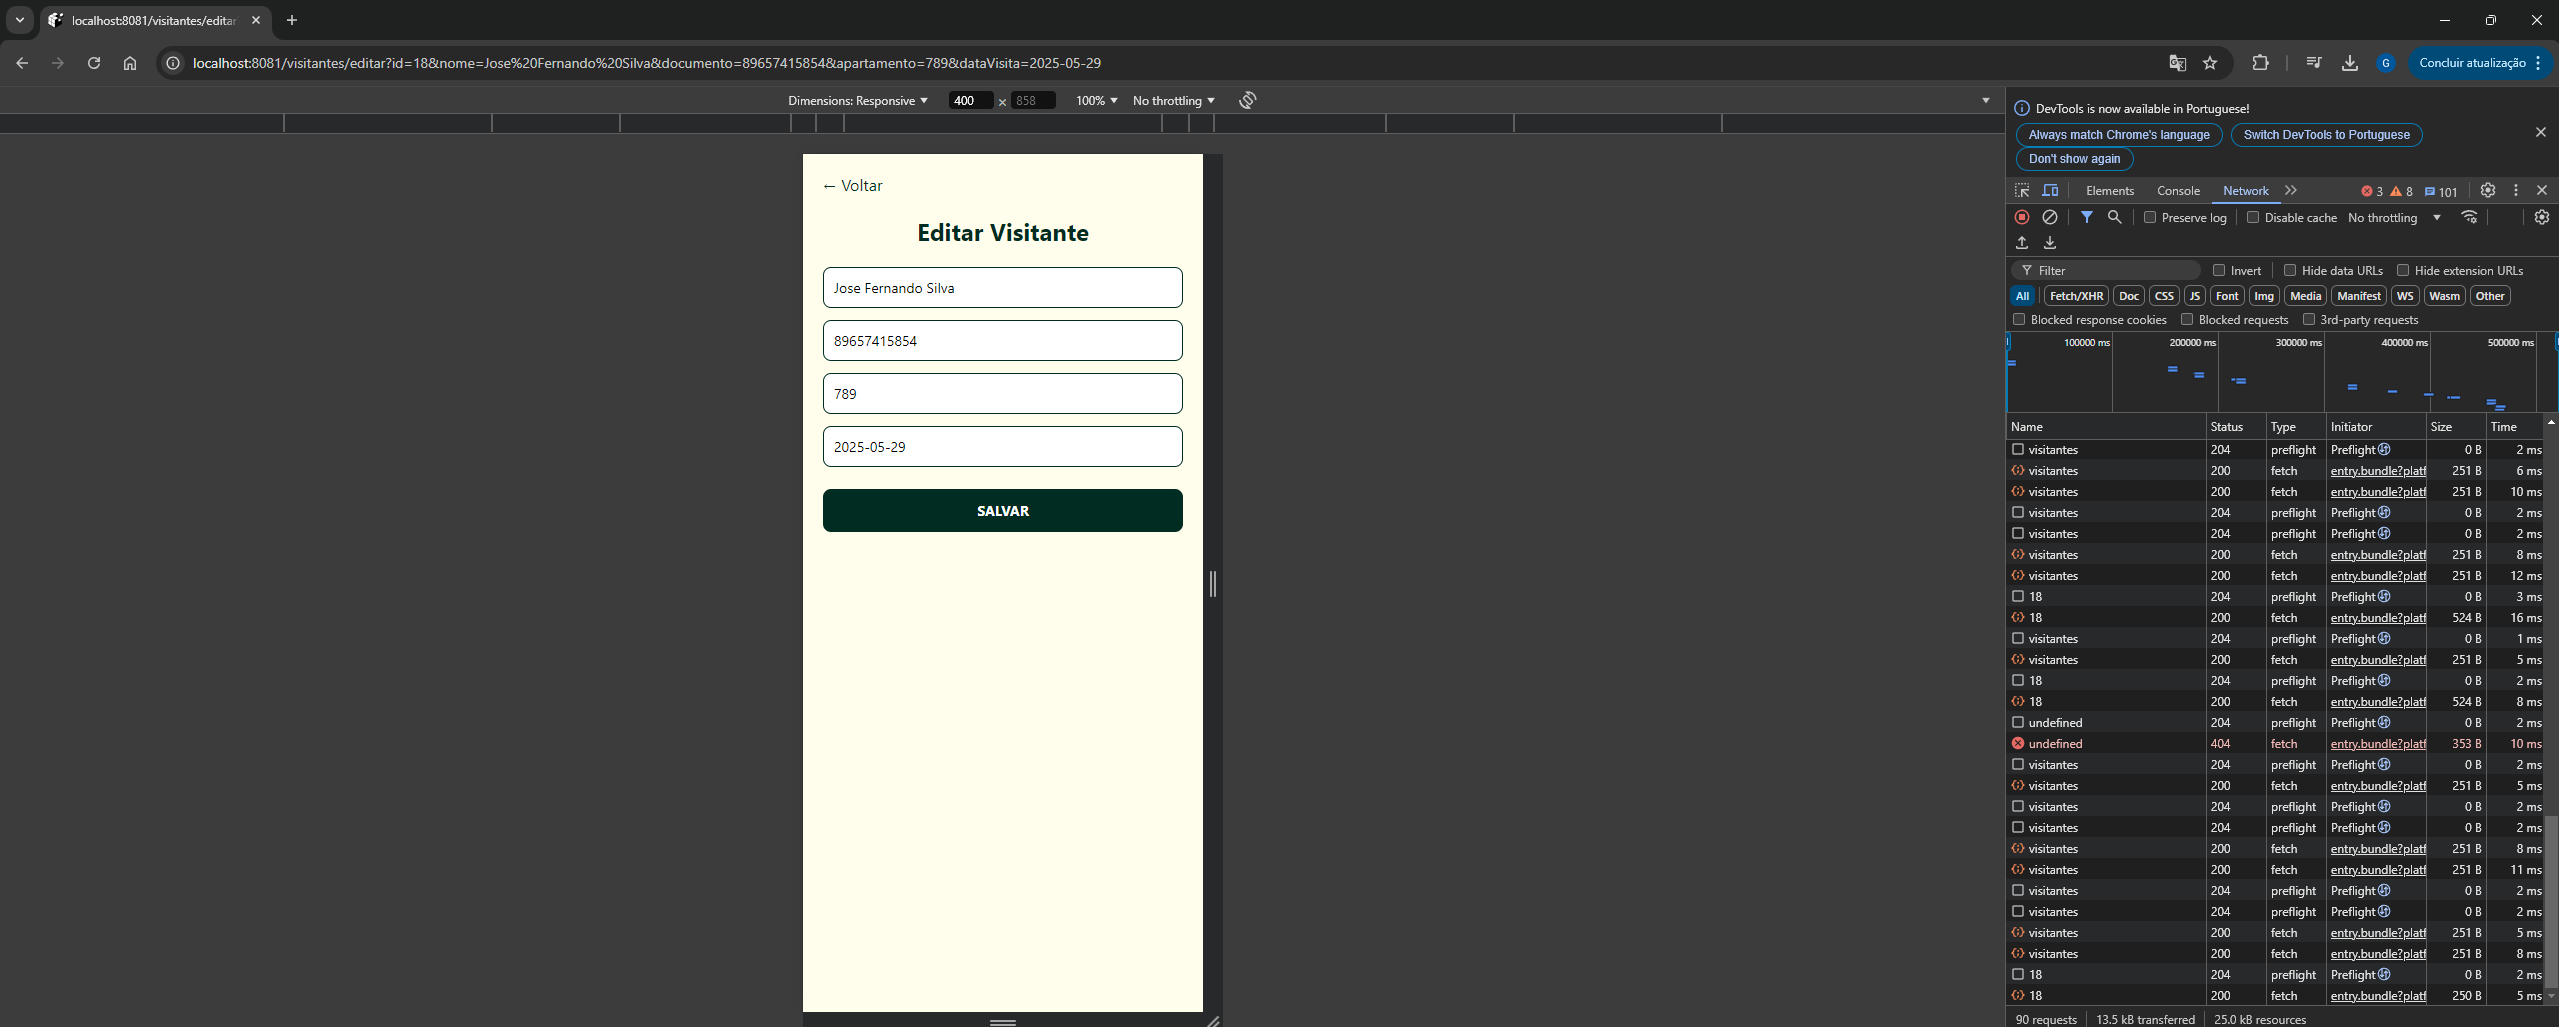 localhost:8081/visitantes/editar
localhost:8081/visitantes/editar?id=18&nome=Jose%20Fernando%20Silva&documento=89657415854&apartamento=789&dataVisita=2025-05-29
G
Concluir atualização
Dimensions: Responsive
400
×
858
100%
No throttling
← Voltar
Editar Visitante
Jose Fernando Silva
89657415854
789
2025-05-29
SALVAR
DevTools is now available in Portuguese!
Always match Chrome's language
Switch DevTools to Portuguese
Don't show again
Elements
Console
Network
3
8
101
Preserve log
Disable cache
No throttling
Filter
Invert
Hide data URLs
Hide extension URLs
All
Fetch/XHR
Doc
CSS
JS
Font
Img
Media
Manifest
WS
Wasm
Other
Blocked response cookies
Blocked requests
3rd-party requests
100000 ms
200000 ms
300000 ms
400000 ms
500000 ms
Name Status Type Initiator Size Time
visitantes 204 preflight Preflight 0 B 2 ms
visitantes 200 fetch entry.bundle?platf 251 B 6 ms
visitantes 200 fetch entry.bundle?platf 251 B 10 ms
visitantes 204 preflight Preflight 0 B 2 ms
visitantes 204 preflight Preflight 0 B 2 ms
visitantes 200 fetch entry.bundle?platf 251 B 8 ms
visitantes 200 fetch entry.bundle?platf 251 B 12 ms
18 204 preflight Preflight 0 B 3 ms
18 200 fetch entry.bundle?platf 524 B 16 ms
visitantes 204 preflight Preflight 0 B 1 ms
visitantes 200 fetch entry.bundle?platf 251 B 5 ms
18 204 preflight Preflight 0 B 2 ms
18 200 fetch entry.bundle?platf 524 B 8 ms
undefined 204 preflight Preflight 0 B 2 ms
undefined 404 fetch entry.bundle?platf 353 B 10 ms
visitantes 204 preflight Preflight 0 B 2 ms
visitantes 200 fetch entry.bundle?platf 251 B 5 ms
visitantes 204 preflight Preflight 0 B 2 ms
visitantes 204 preflight Preflight 0 B 2 ms
visitantes 200 fetch entry.bundle?platf 251 B 8 ms
visitantes 200 fetch entry.bundle?platf 251 B 11 ms
visitantes 204 preflight Preflight 0 B 2 ms
visitantes 204 preflight Preflight 0 B 2 ms
visitantes 200 fetch entry.bundle?platf 251 B 5 ms
visitantes 200 fetch entry.bundle?platf 251 B 8 ms
18 204 preflight Preflight 0 B 2 ms
18 200 fetch entry.bundle?platf 250 B 5 ms
90 requests
13.5 kB transferred
25.0 kB resources